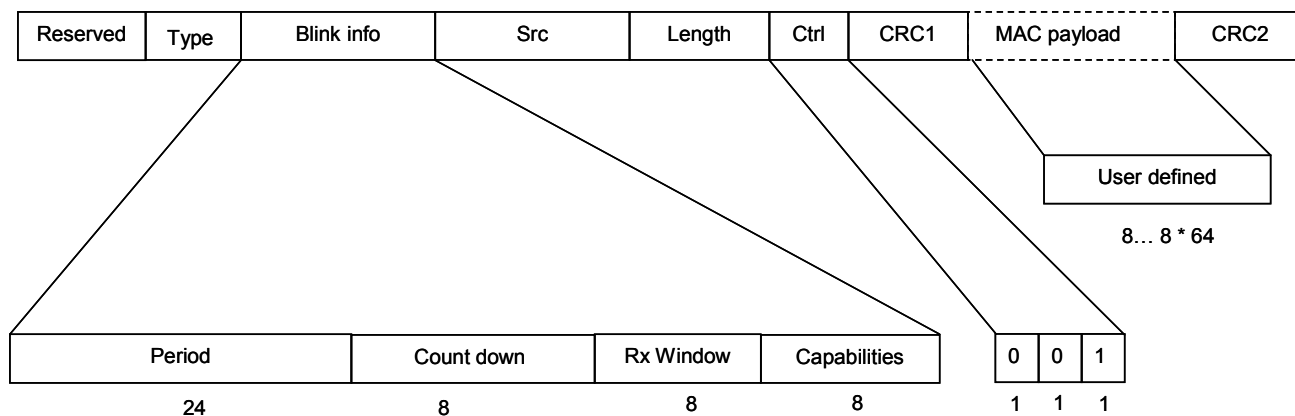 Reserved Type Blink info Src Length Ctrl CRC1 MAC payload CRC2
User defined
8… 8 * 64
Period Count down Rx Window Capabilities 0 0 1
24 8 8 8 1 1 1